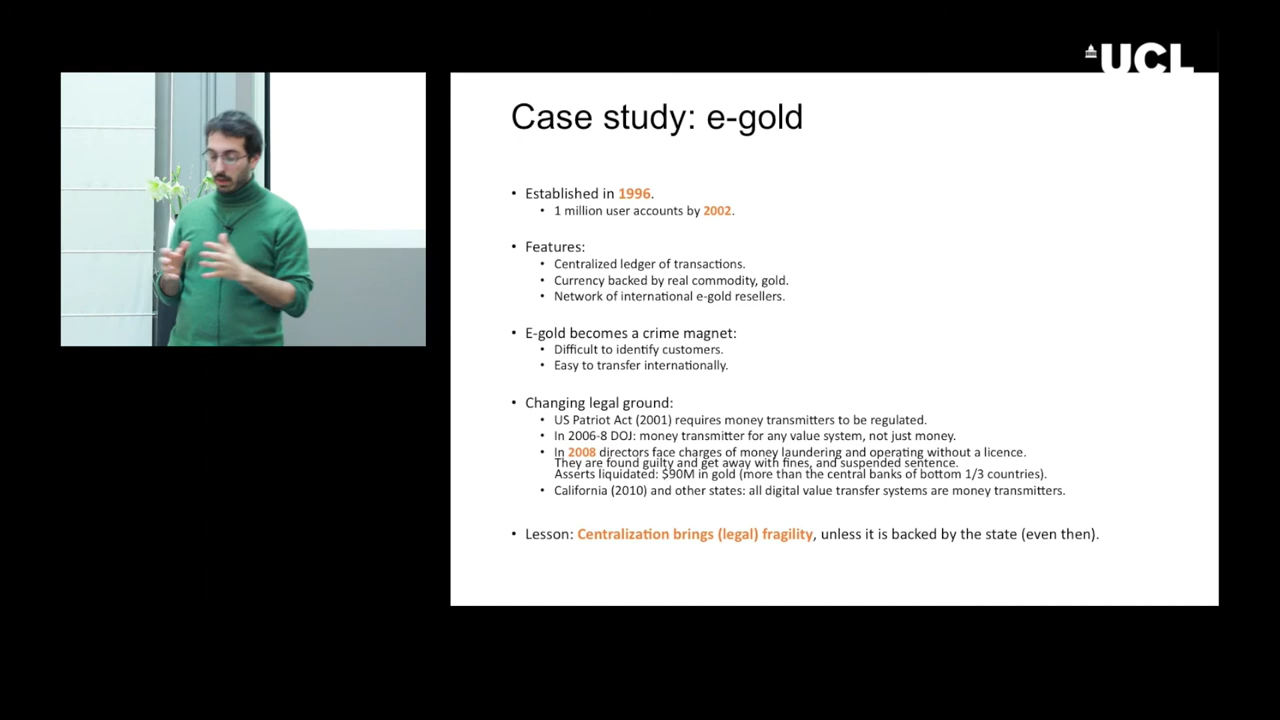 UCL
Case study: e-gold
• Established in 1996.
• 1 million user accounts by 2002.
• Features:
• Centralized ledger of transactions.
• Currency backed by real commodity, gold.
• Network of international e-gold resellers.
• E-gold becomes a crime magnet:
• Difficult to identify customers.
• Easy to transfer internationally.
• Changing legal ground:
• US Patriot Act (2001) requires money transmitters to be regulated.
• In 2006-8 DOJ: money transmitter for any value system, not just money.
• In 2008 directors face charges of money laundering and operating without a licence.
They are found guilty and get away with fines, and suspended sentence.
Asserts liquidated: $90M in gold (more than the central banks of bottom 1/3 countries).
• California (2010) and other states: all digital value transfer systems are money transmitters.
• Lesson: Centralization brings (legal) fragility, unless it is backed by the state (even then).